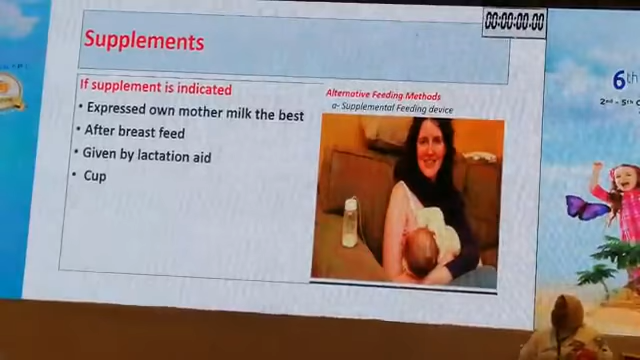 00:00:00:00
Supplements
If supplement is indicated
• Expressed own mother milk the best
• After breast feed
• Given by lactation aid
• Cup
Alternative Feeding Methods
a- Supplemental Feeding device
6th
2nd - 5th